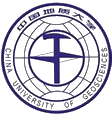 中国地质大学
CHINA UNIVERSITY OF GEOSCIENCES